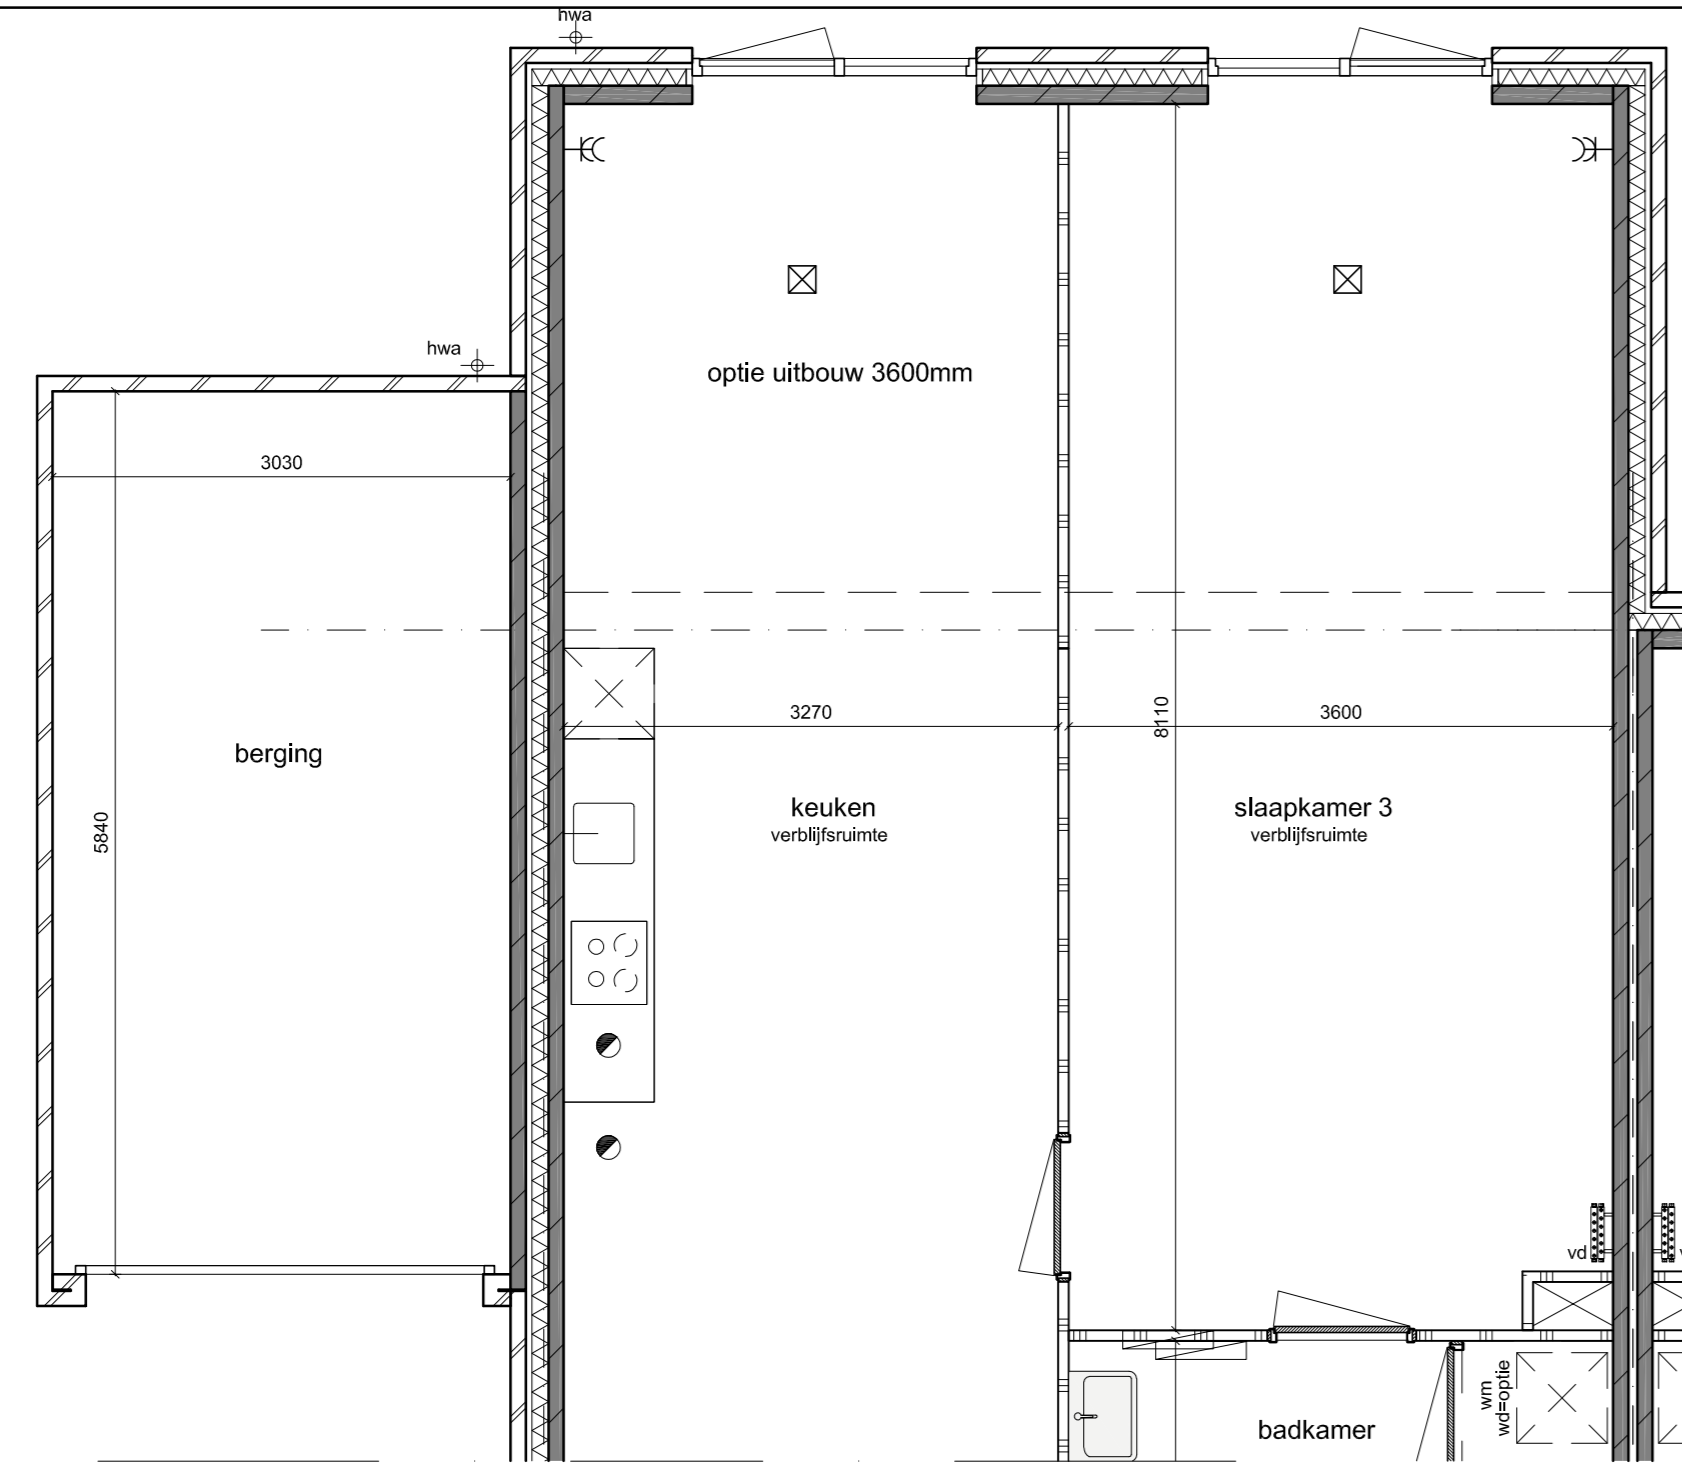 hwa
hwa
optie uitbouw 3600mm
3030
3270
8110
3600
berging
5840
keuken
verblijfsruimte
slaapkamer 3
verblijfsruimte
vd
wm
wd=optie
badkamer